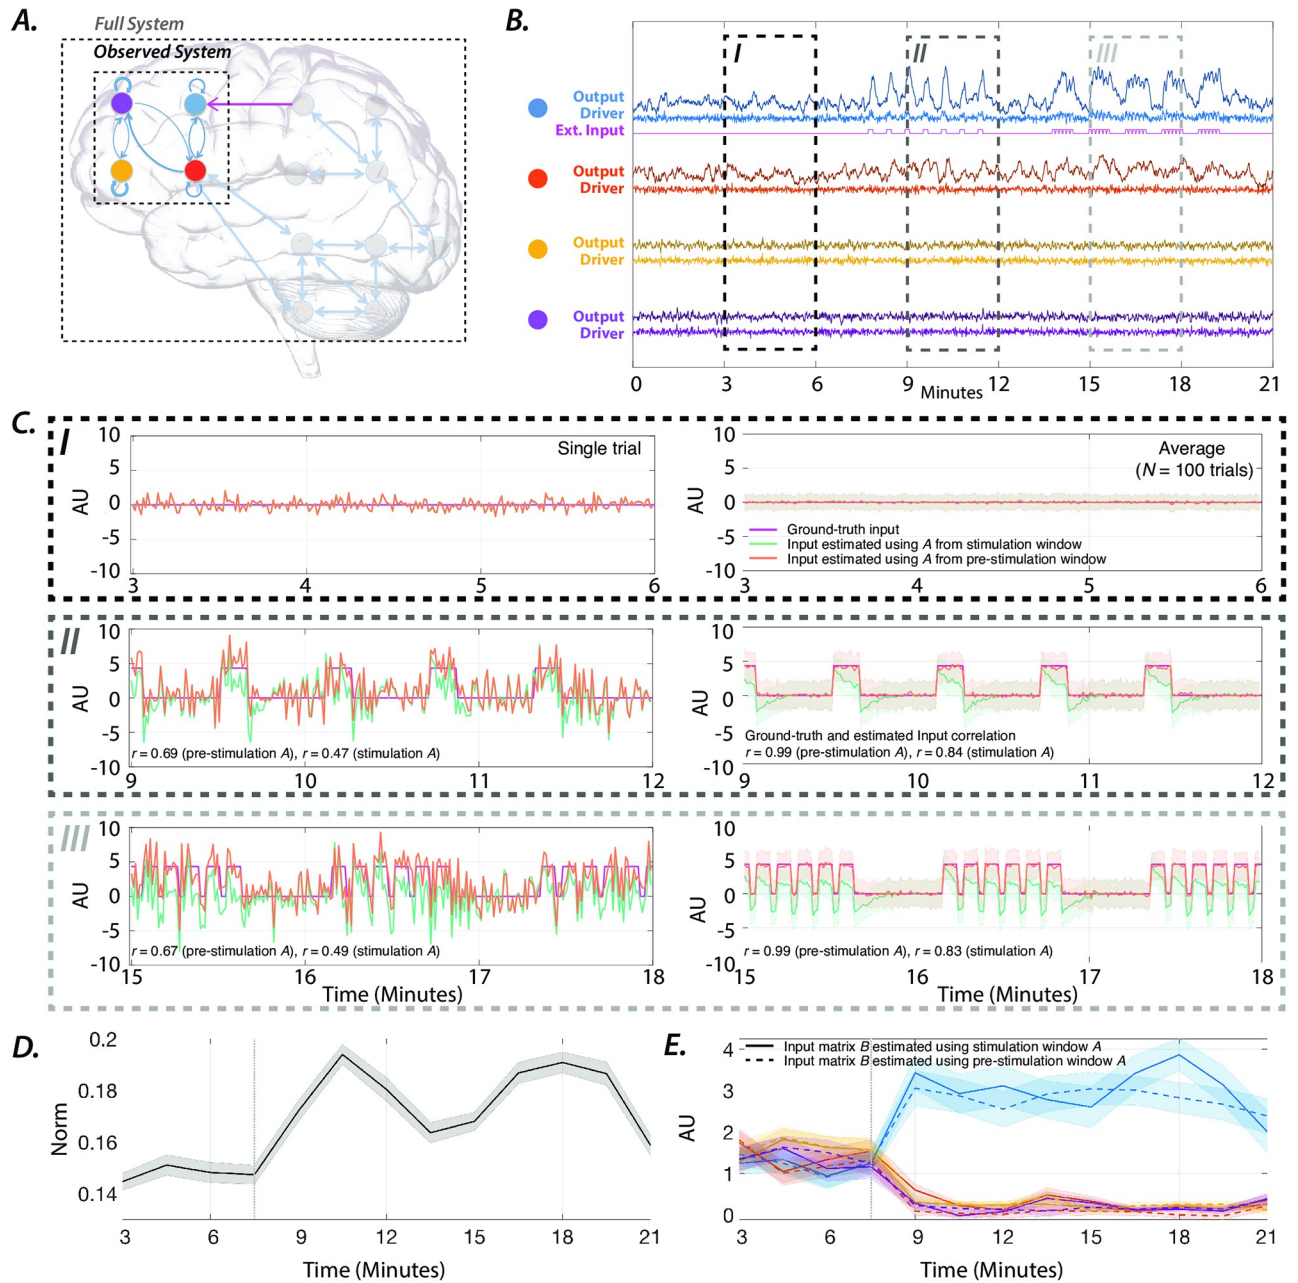 A.
Full System
Observed System
B.
I
II
III
Output
Driver
Ext. Input
Output
Driver
Output
Driver
Output
Driver
0 3 6 9 12 15 18 21
Minutes
C.
I
10
5
0
-5
-10
AU
Single trial
3 4 5 6
10
5
0
-5
-10
AU
Average
(N = 100 trials)
Ground-truth input
Input estimated using A from stimulation window
Input estimated using A from pre-stimulation window
3 4 5 6
II
10
5
0
-5
-10
AU
r = 0.69 (pre-stimulation A), r = 0.47 (stimulation A)
9 10 11 12
10
5
0
-5
-10
AU
Ground-truth and estimated Input correlation
r = 0.99 (pre-stimulation A), r = 0.84 (stimulation A)
9 10 11 12
III
10
5
0
-5
-10
AU
r = 0.67 (pre-stimulation A), r = 0.49 (stimulation A)
15 16 17 18
Time (Minutes)
10
5
0
-5
-10
AU
r = 0.99 (pre-stimulation A), r = 0.83 (stimulation A)
15 16 17 18
Time (Minutes)
D.
0.2
0.18
0.16
0.14
Norm
3 6 9 12 15 18 21
Time (Minutes)
E.
Input matrix B estimated using stimulation window A
Input matrix B estimated using pre-stimulation window A
4
3
2
1
0
AU
3 6 9 12 15 18 21
Time (Minutes)